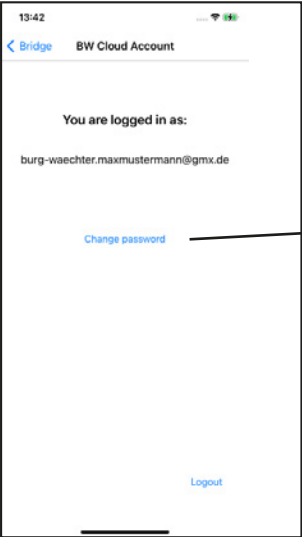 13:42
Bridge BW Cloud Account
You are logged in as:
burg-waechter.maxmustermann@gmx.de
Change password
Logout